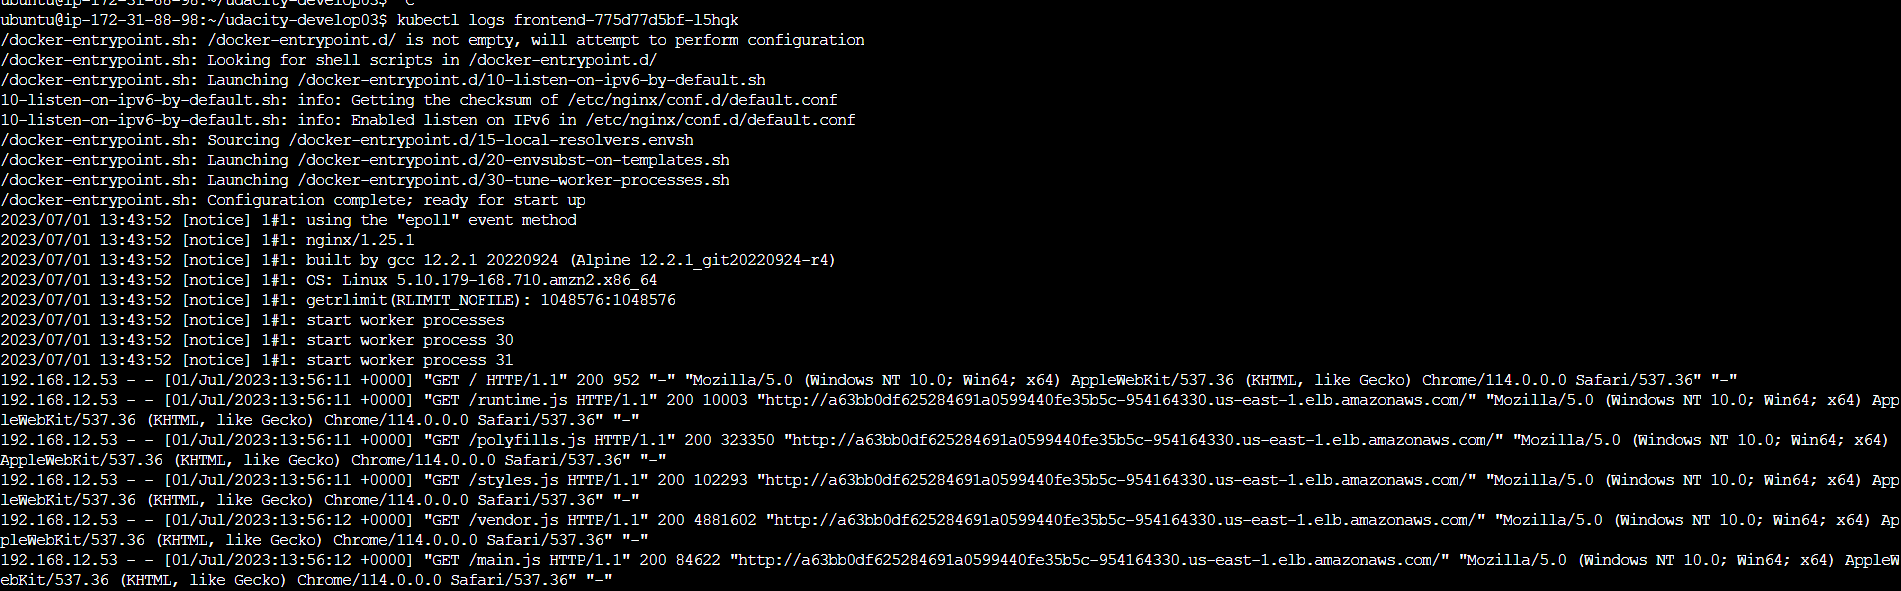 ubuntu@ip-172-31-88-98:~/udacity-develop03$ ^C
ubuntu@ip-172-31-88-98:~/udacity-develop03$ kubectl logs frontend-775d77d5bf-l5hqk
/docker-entrypoint.sh: /docker-entrypoint.d/ is not empty, will attempt to perform configuration
/docker-entrypoint.sh: Looking for shell scripts in /docker-entrypoint.d/
/docker-entrypoint.sh: Launching /docker-entrypoint.d/10-listen-on-ipv6-by-default.sh
10-listen-on-ipv6-by-default.sh: info: Getting the checksum of /etc/nginx/conf.d/default.conf
10-listen-on-ipv6-by-default.sh: info: Enabled listen on IPv6 in /etc/nginx/conf.d/default.conf
/docker-entrypoint.sh: Sourcing /docker-entrypoint.d/15-local-resolvers.envsh
/docker-entrypoint.sh: Launching /docker-entrypoint.d/20-envsubst-on-templates.sh
/docker-entrypoint.sh: Launching /docker-entrypoint.d/30-tune-worker-processes.sh
/docker-entrypoint.sh: Configuration complete; ready for start up
2023/07/01 13:43:52 [notice] 1#1: using the "epoll" event method
2023/07/01 13:43:52 [notice] 1#1: nginx/1.25.1
2023/07/01 13:43:52 [notice] 1#1: built by gcc 12.2.1 20220924 (Alpine 12.2.1_git20220924-r4)
2023/07/01 13:43:52 [notice] 1#1: OS: Linux 5.10.179-168.710.amzn2.x86_64
2023/07/01 13:43:52 [notice] 1#1: getrlimit(RLIMIT_NOFILE): 1048576:1048576
2023/07/01 13:43:52 [notice] 1#1: start worker processes
2023/07/01 13:43:52 [notice] 1#1: start worker process 30
2023/07/01 13:43:52 [notice] 1#1: start worker process 31
192.168.12.53 - - [01/Jul/2023:13:56:11 +0000] "GET / HTTP/1.1" 200 952 "-" "Mozilla/5.0 (Windows NT 10.0; Win64; x64) AppleWebKit/537.36 (KHTML, like Gecko) Chrome/114.0.0.0 Safari/537.36" "-"
192.168.12.53 - - [01/Jul/2023:13:56:11 +0000] "GET /runtime.js HTTP/1.1" 200 10003 "http://a63bb0df625284691a0599440fe35b5c-954164330.us-east-1.elb.amazonaws.com/" "Mozilla/5.0 (Windows NT 10.0; Win64; x64) App
leWebKit/537.36 (KHTML, like Gecko) Chrome/114.0.0.0 Safari/537.36" "-"
192.168.12.53 - - [01/Jul/2023:13:56:11 +0000] "GET /polyfills.js HTTP/1.1" 200 323350 "http://a63bb0df625284691a0599440fe35b5c-954164330.us-east-1.elb.amazonaws.com/" "Mozilla/5.0 (Windows NT 10.0; Win64; x64)
AppleWebKit/537.36 (KHTML, like Gecko) Chrome/114.0.0.0 Safari/537.36" "-"
192.168.12.53 - - [01/Jul/2023:13:56:11 +0000] "GET /styles.js HTTP/1.1" 200 102293 "http://a63bb0df625284691a0599440fe35b5c-954164330.us-east-1.elb.amazonaws.com/" "Mozilla/5.0 (Windows NT 10.0; Win64; x64) App
leWebKit/537.36 (KHTML, like Gecko) Chrome/114.0.0.0 Safari/537.36" "-"
192.168.12.53 - - [01/Jul/2023:13:56:12 +0000] "GET /vendor.js HTTP/1.1" 200 4881602 "http://a63bb0df625284691a0599440fe35b5c-954164330.us-east-1.elb.amazonaws.com/" "Mozilla/5.0 (Windows NT 10.0; Win64; x64) Ap
pleWebKit/537.36 (KHTML, like Gecko) Chrome/114.0.0.0 Safari/537.36" "-"
192.168.12.53 - - [01/Jul/2023:13:56:12 +0000] "GET /main.js HTTP/1.1" 200 84622 "http://a63bb0df625284691a0599440fe35b5c-954164330.us-east-1.elb.amazonaws.com/" "Mozilla/5.0 (Windows NT 10.0; Win64; x64) AppleW
ebKit/537.36 (KHTML, like Gecko) Chrome/114.0.0.0 Safari/537.36" "-"